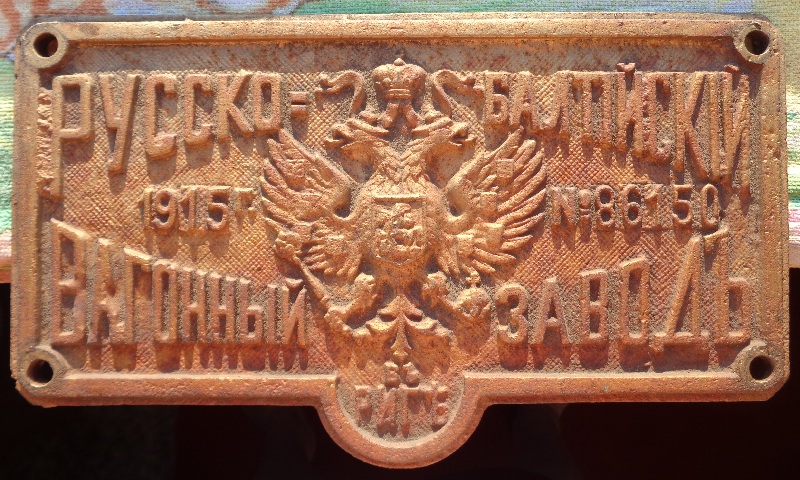 РУССКО=БАЛТІЙСКІЙ
1915 г. № 86150
ВАГОННЫЙ ЗАВОДЪ
ВЪ
РИГѢ